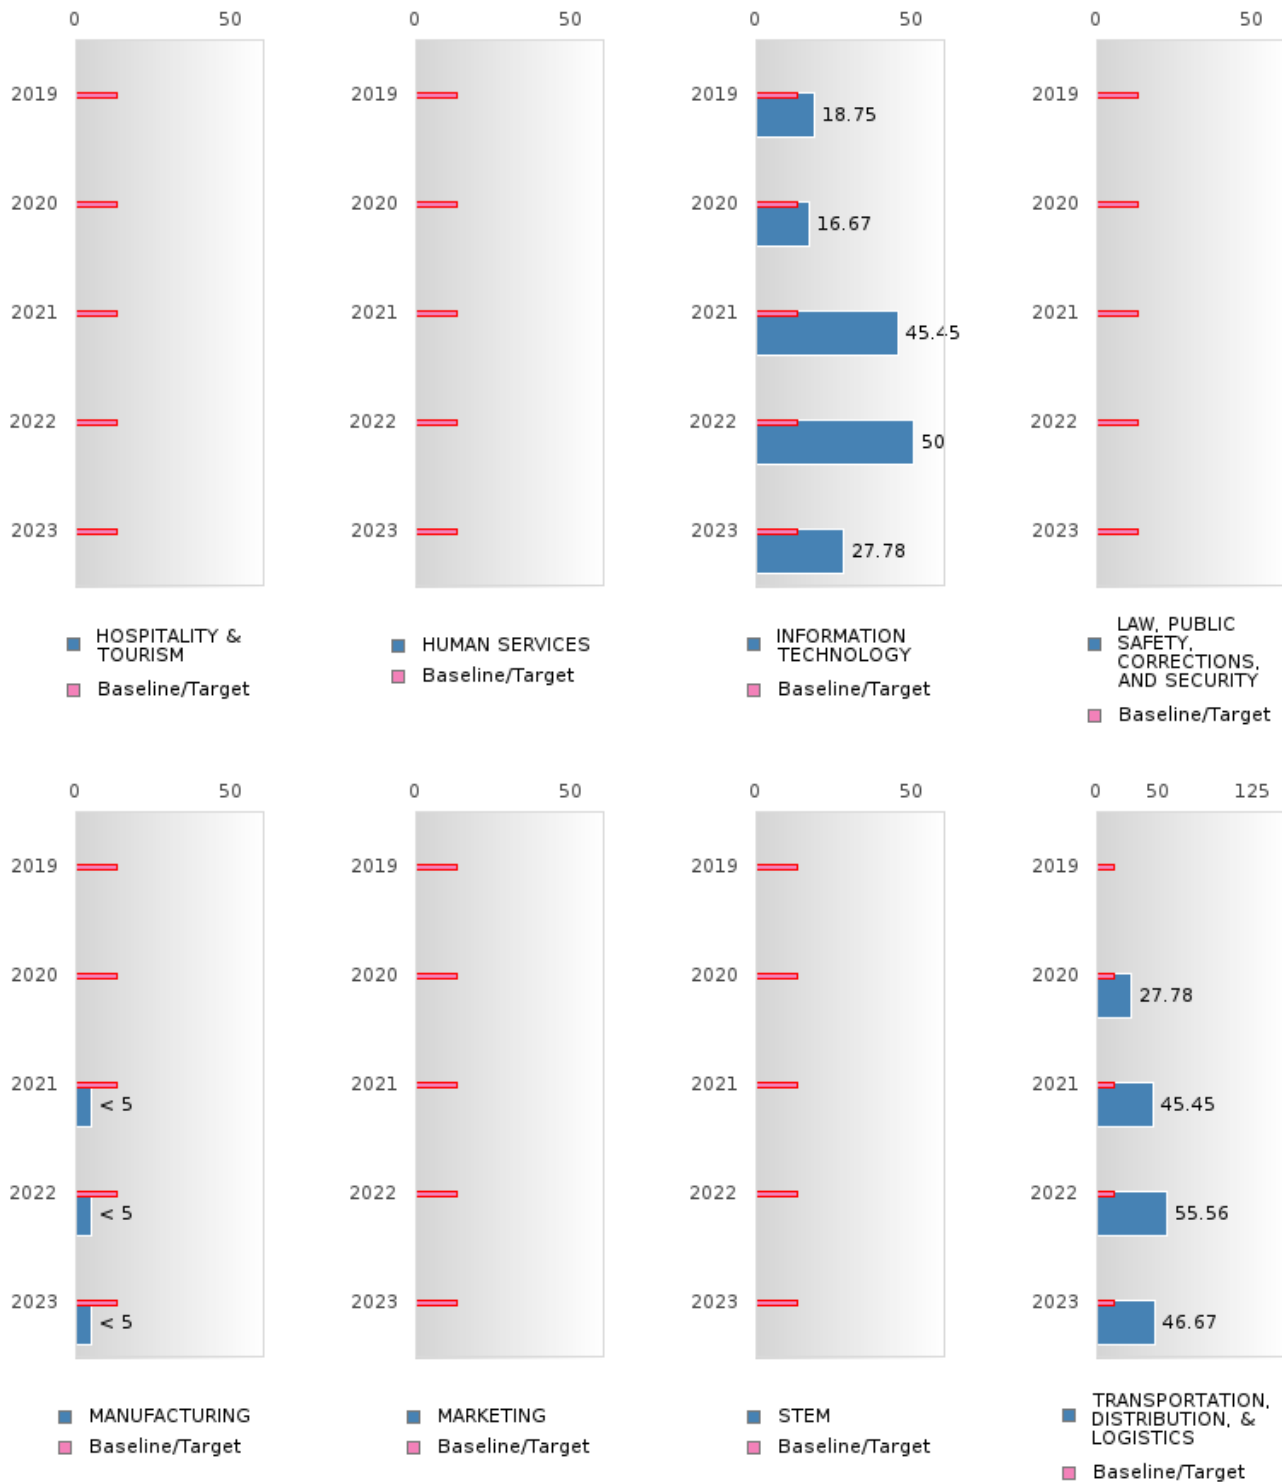 0 50
2019
2020
2021
2022
2023
HOSPITALITY &
TOURISM
Baseline/Target
0 50
2019
2020
2021
2022
2023
HUMAN SERVICES
Baseline/Target
0 50
2019 18.75
2020 16.67
2021 45.45
2022 50
2023 27.78
INFORMATION
TECHNOLOGY
Baseline/Target
0 50
2019
2020
2021
2022
2023
LAW, PUBLIC
SAFETY,
CORRECTIONS,
AND SECURITY
Baseline/Target
0 50
2019
2020
2021 < 5
2022 < 5
2023 < 5
MANUFACTURING
Baseline/Target
0 50
2019
2020
2021
2022
2023
MARKETING
Baseline/Target
0 50
2019
2020
2021
2022
2023
STEM
Baseline/Target
0 50 125
2019
2020 27.78
2021 45.45
2022 55.56
2023 46.67
TRANSPORTATION,
DISTRIBUTION, &
LOGISTICS
Baseline/Target